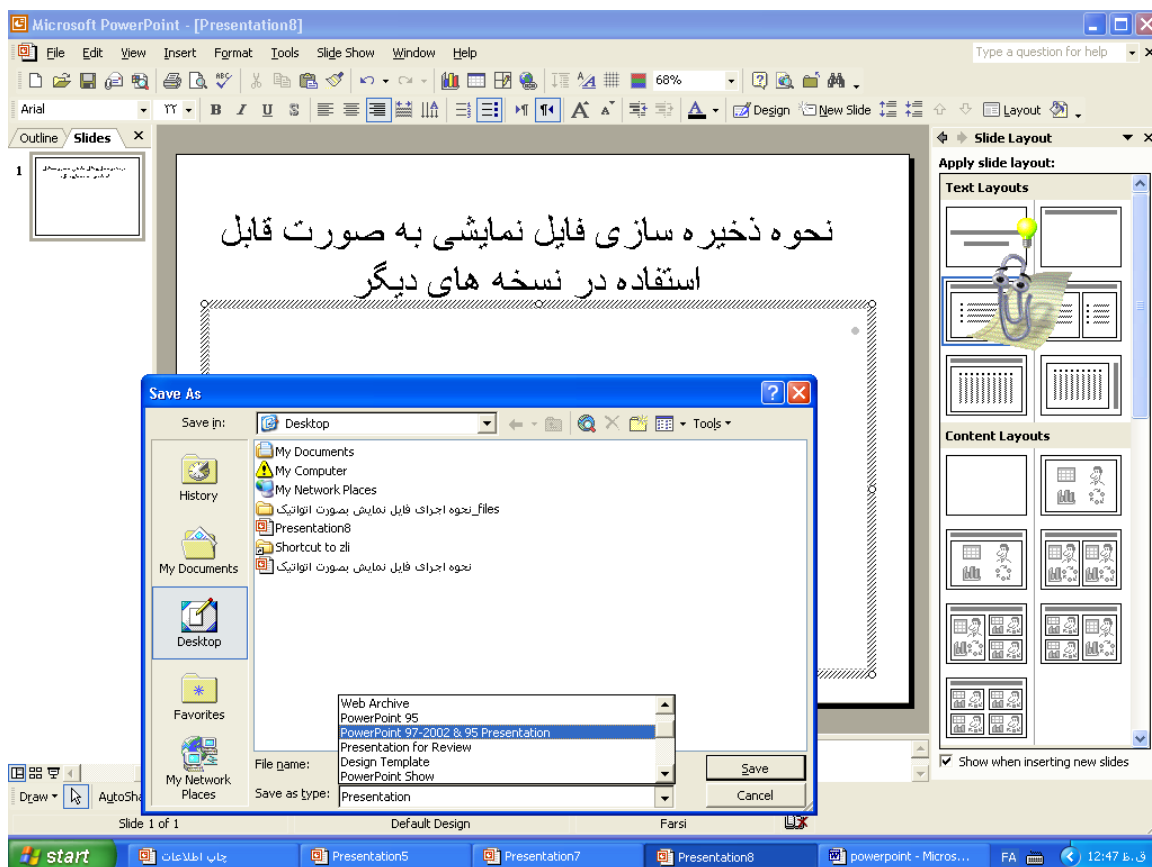 Microsoft PowerPoint - [Presentation8]
File Edit View Insert Format Tools Slide Show Window Help
Type a question for help
68%
Arial
۲۲
B I U S
Design New Slide Layout
Outline Slides
Slide Layout
Apply slide layout:
Text Layouts
1
نحوه ذخیره سازی فایل نمایشی به صورت قابل
استفاده در نسخه های دیگر
Content Layouts
Save As
Save in:
Desktop
Tools
History
My Documents
Desktop
Favorites
My Network
Places
My Documents
My Computer
My Network Places
نحوه اجرای فایل نمایش بصورت اتواتیک_files
Presentation8
Shortcut to zli
نحوه اجرای فایل نمایش بصورت اتواتیک
Web Archive
PowerPoint 95
PowerPoint 97-2002 & 95 Presentation
Presentation for Review
Design Template
PowerPoint Show
File name:
Save as type:
Presentation
Save
Cancel
Show when inserting new slides
Draw
AutoSha
Slide 1 of 1
Default Design
Farsi
start
چاپ اطلاعات
Presentation5
Presentation7
Presentation8
powerpoint - Micros...
FA
12:47 ق.ظ